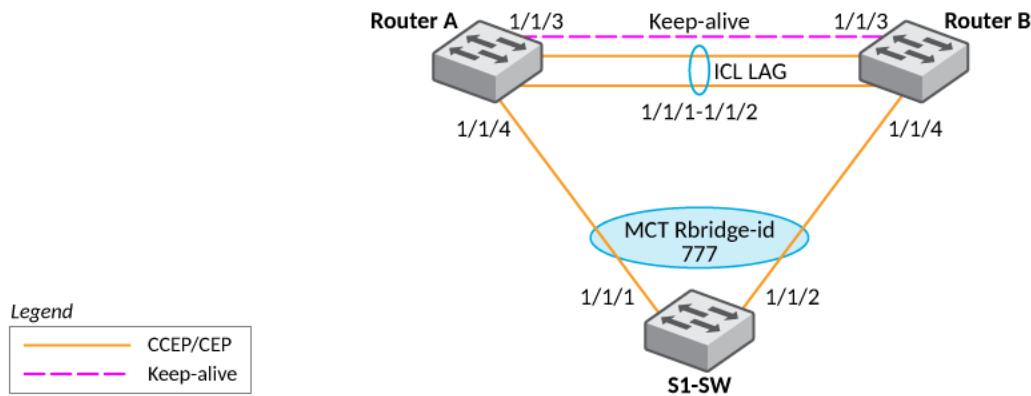 Router A
1/1/3
Keep-alive
1/1/3
Router B
ICL LAG
1/1/1-1/1/2
1/1/4
1/1/4
MCT Rbridge-id
777
1/1/1
1/1/2
S1-SW
Legend
CCEP/CEP
Keep-alive